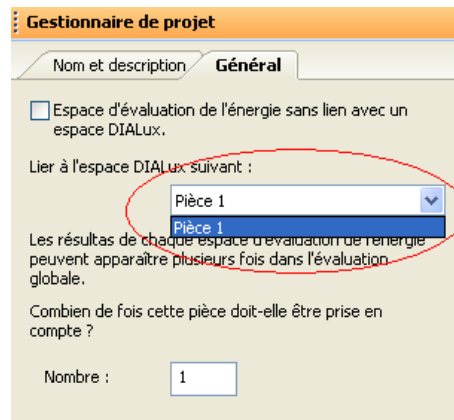 Gestionnaire de projet
Nom et description Général
Espace d'évaluation de l'énergie sans lien avec un
espace DIALux.
Lier à l'espace DIALux suivant :
Pièce 1
Pièce 1
Les résultas de chaque espace d'évaluation de l'énergie
peuvent apparaître plusieurs fois dans l'évaluation
globale.
Combien de fois cette pièce doit-elle être prise en
compte ?
Nombre : 1